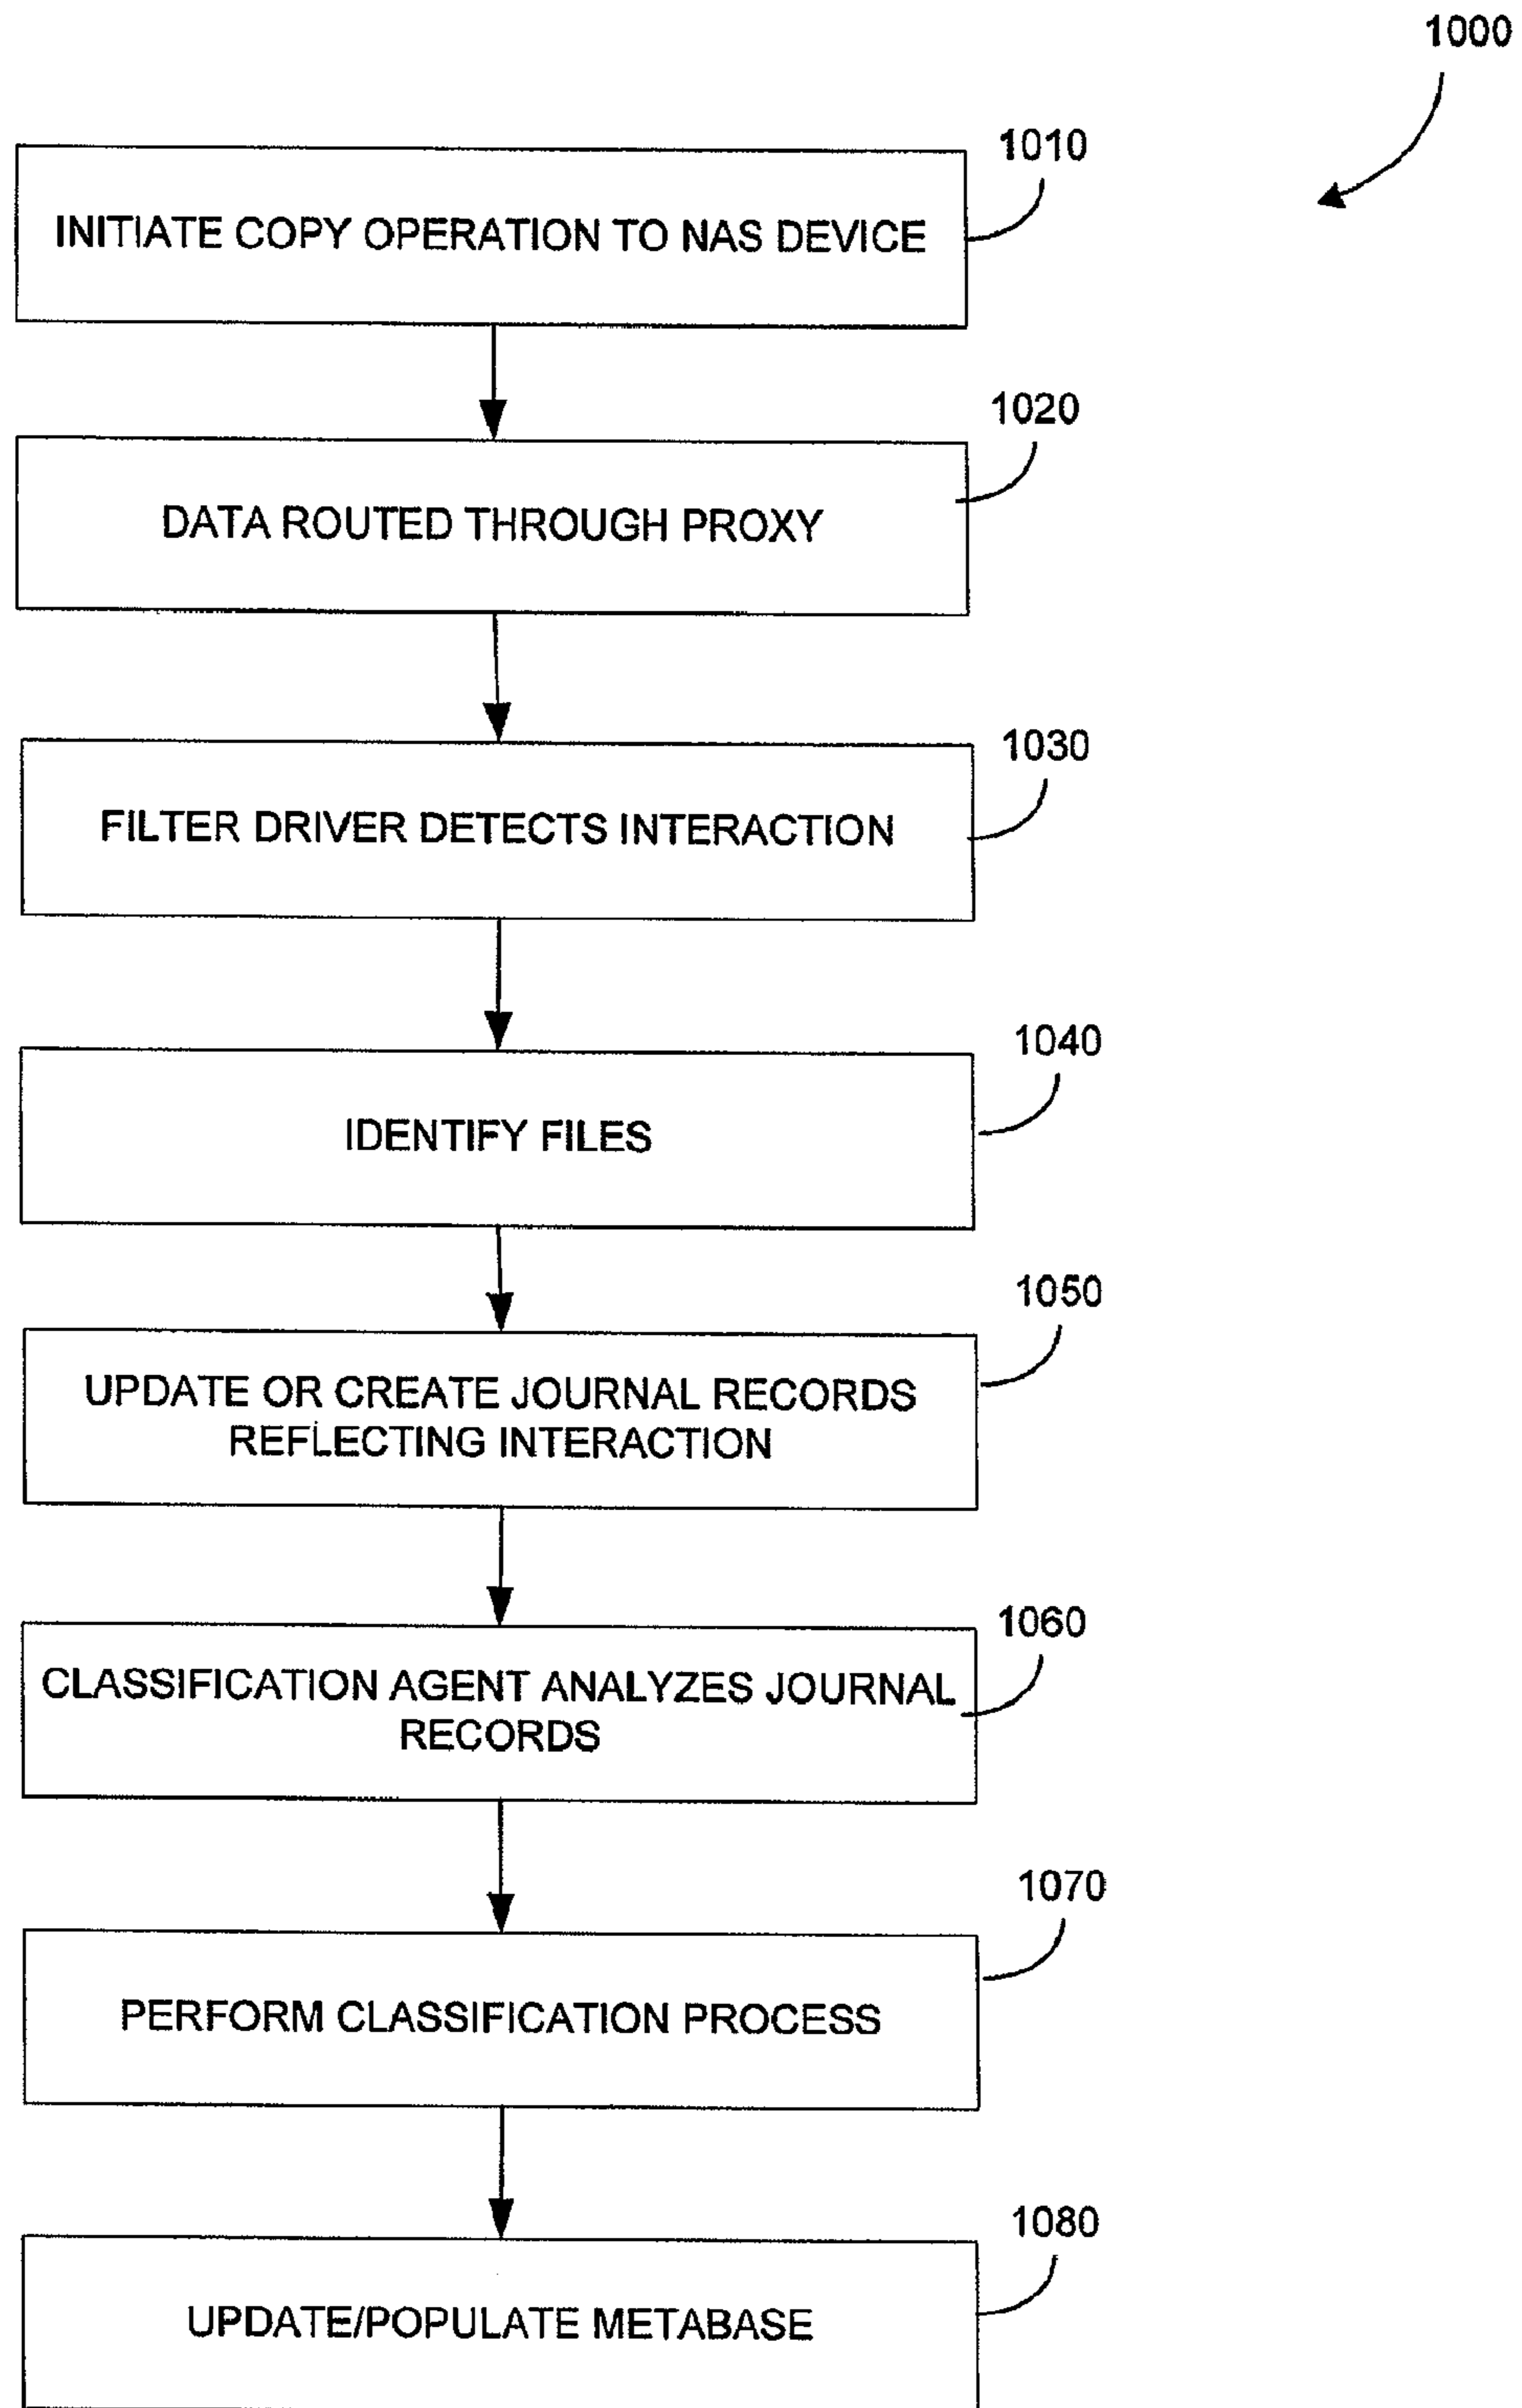 1000
1010
INITIATE COPY OPERATION TO NAS DEVICE
1020
DATA ROUTED THROUGH PROXY
1030
FILTER DRIVER DETECTS INTERACTION
1040
IDENTIFY FILES
1050
UPDATE OR CREATE JOURNAL RECORDS
REFLECTING INTERACTION
1060
CLASSIFICATION AGENT ANALYZES JOURNAL
RECORDS
1070
PERFORM CLASSIFICATION PROCESS
1080
UPDATE/POPULATE METABASE